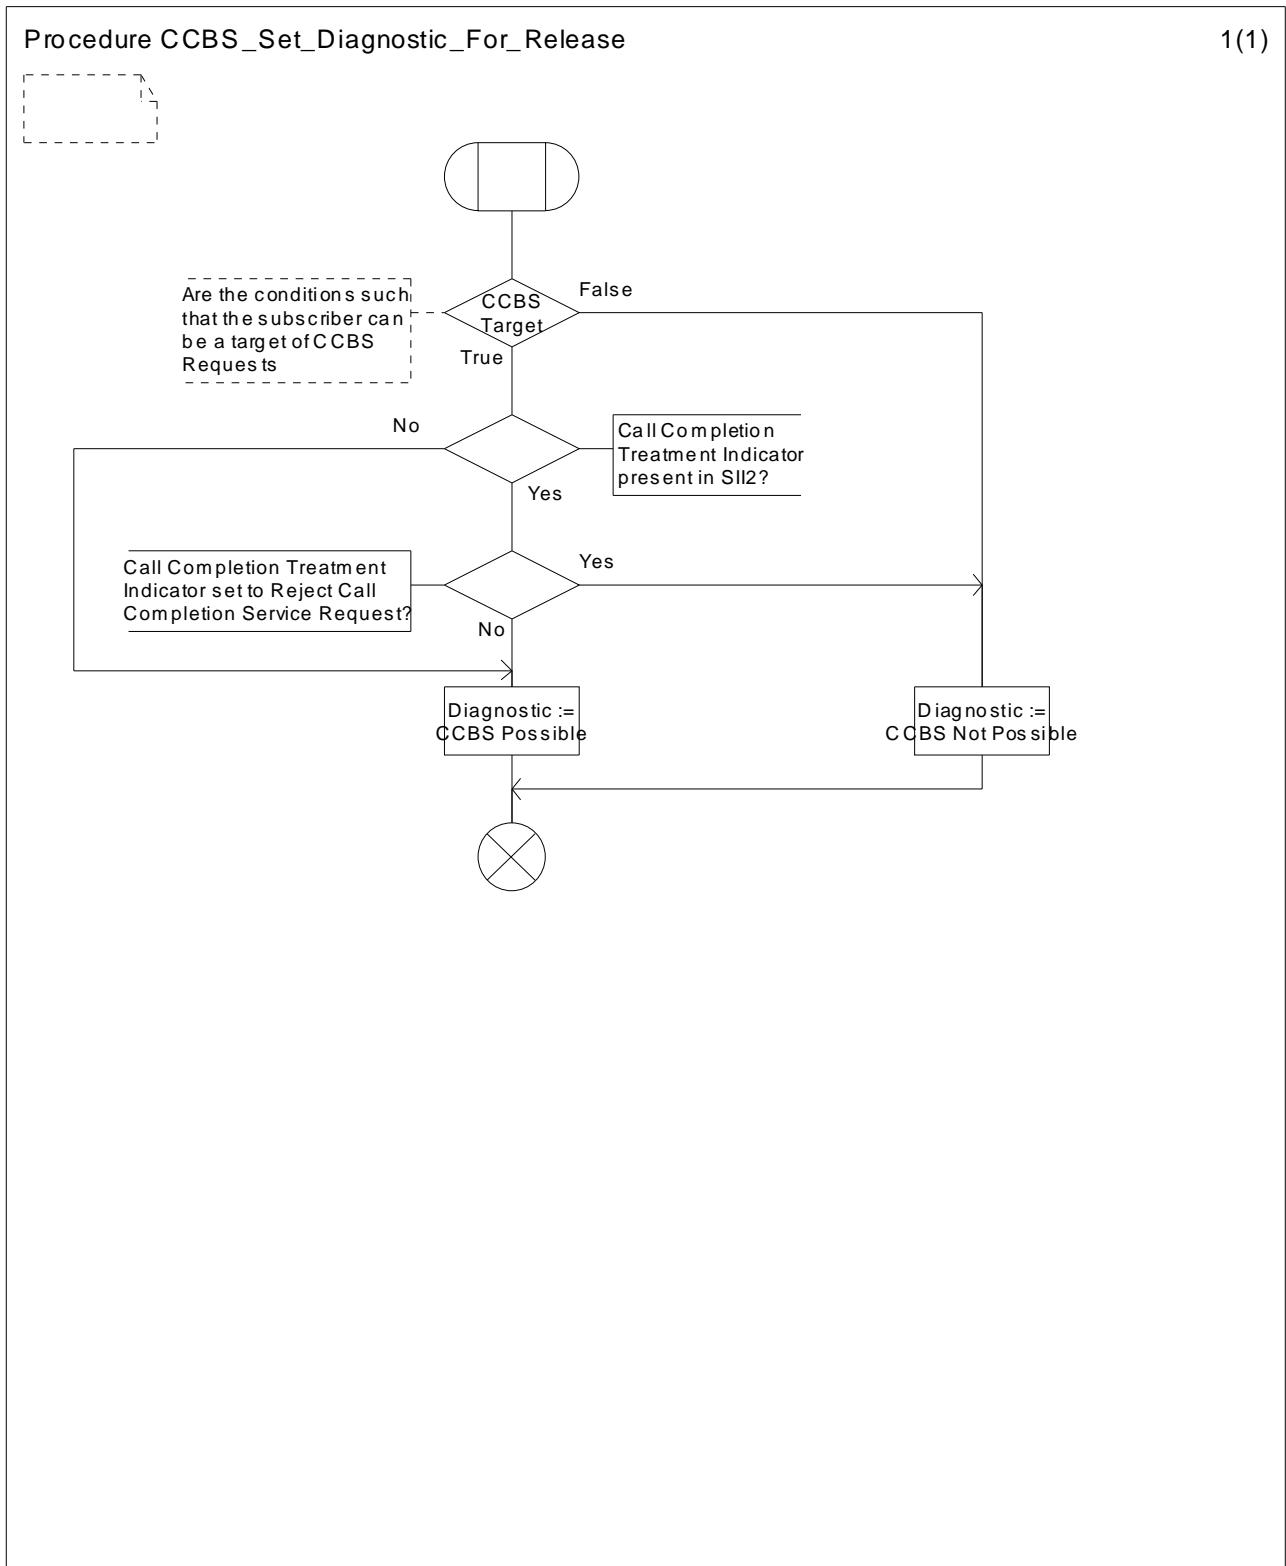 Procedure CCBS_Set_Diagnostic_For_Release
1(1)
Are the conditions such
that the subscriber can
be a target of CCBS
Requests
CCBS
Target
False
True
No
Call Completion
Treatment Indicator
present in SII2?
Yes
Call Completion Treatment
Indicator set to Reject Call
Completion Service Request?
Yes
No
Diagnostic :=
CCBS Possible
Diagnostic :=
CCBS Not Possible